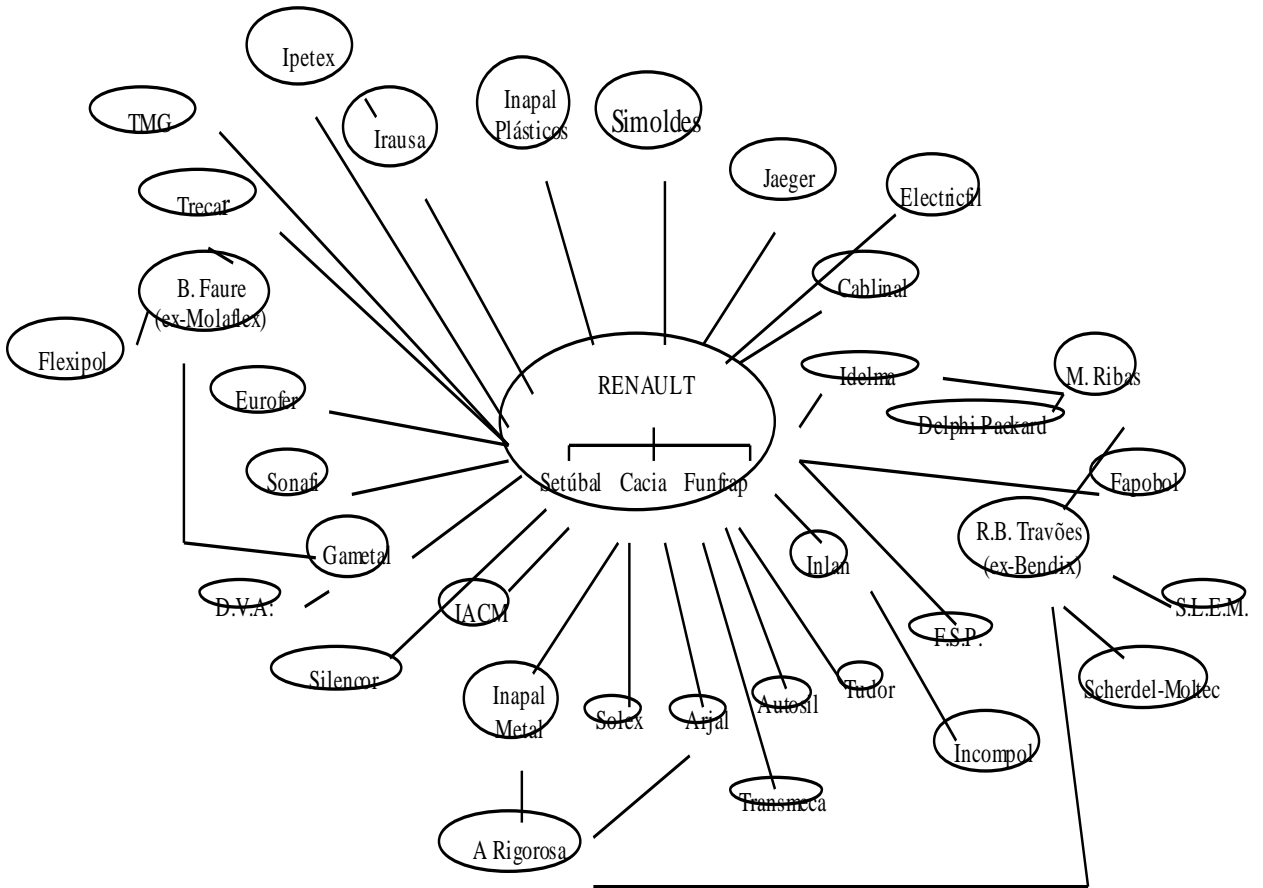 Ipetex
TMG
Irausa
Inapal
Plásticos
Simoldes
Jaeger
Electricfil
Trecar
B. Faure
(ex-Molaflex)
Cablinal
Flexipol
Eurofer
RENAULT
Idelma
M. Ribas
Delphi Packard
Sonafi
Setúbal Cacia Funfrap
Fapobol
Gametal
Inlan
R.B. Travões
(ex-Bendix)
D.V.A:
IACM
S.L.E.M.
F.S.P.
Silencor
Inapal
Metal
Solex
Arjal
Autosil
Tudor
Scherdel-Moltec
Incompol
Transmeca
A Rigorosa